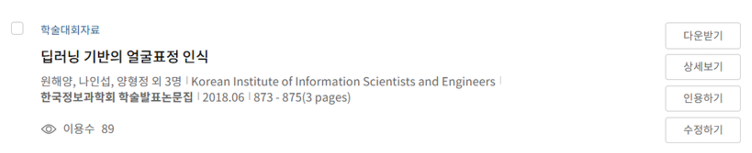 학술대회자료
딥러닝 기반의 얼굴표정 인식
원해양, 나인섭, 양형정 외 3명 | Korean Institute of Information Scientists and Engineers |
한국정보과학회 학술발표논문집 | 2018.06 | 873 - 875(3 pages)
이용수 89
다운받기
상세보기
인용하기
수정하기